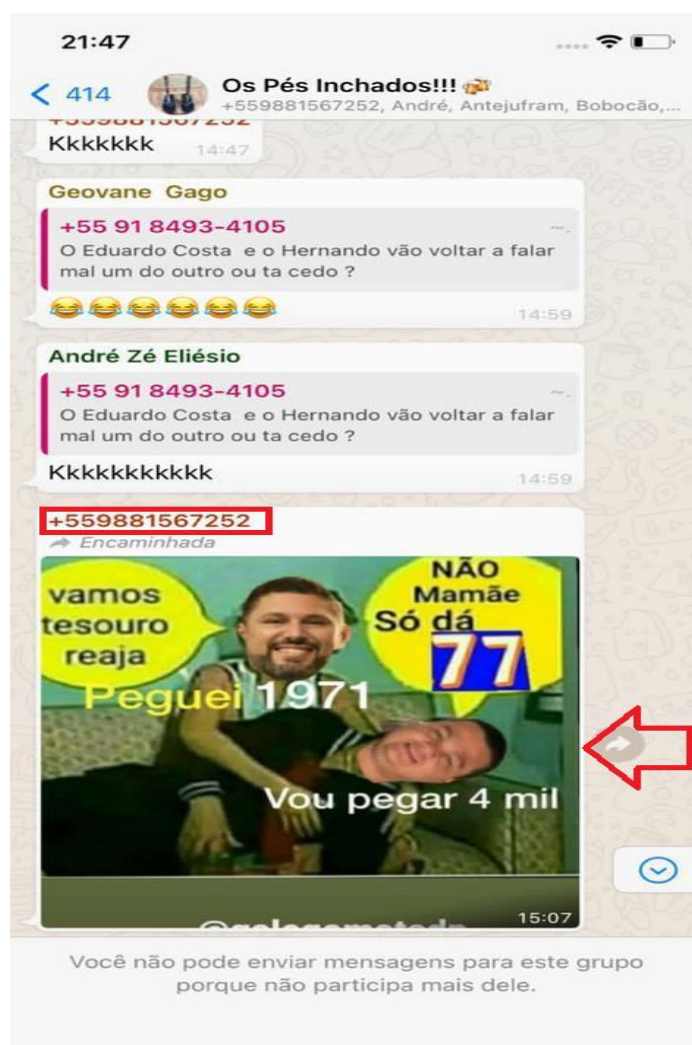 21:47
414
Os Pés Inchados!!!
+559881567252, André, Antejufram, Bobocão,...
+559881567252
Kkkkkkk 14:47
Geovane Gago
+55 91 8493-4105 ~.
O Eduardo Costa e o Hernando vão voltar a falar
mal um do outro ou ta cedo ?
14:59
André Zé Eliésio
+55 91 8493-4105 ~.
O Eduardo Costa e o Hernando vão voltar a falar
mal um do outro ou ta cedo ?
Kkkkkkkkkkk 14:59
+559881567252
Encaminhada
vamos
tesouro
reaja
NÃO
Mamãe
Só dá
77
Peguei 1971
Vou pegar 4 mil
15:07
Você não pode enviar mensagens para este grupo
porque não participa mais dele.